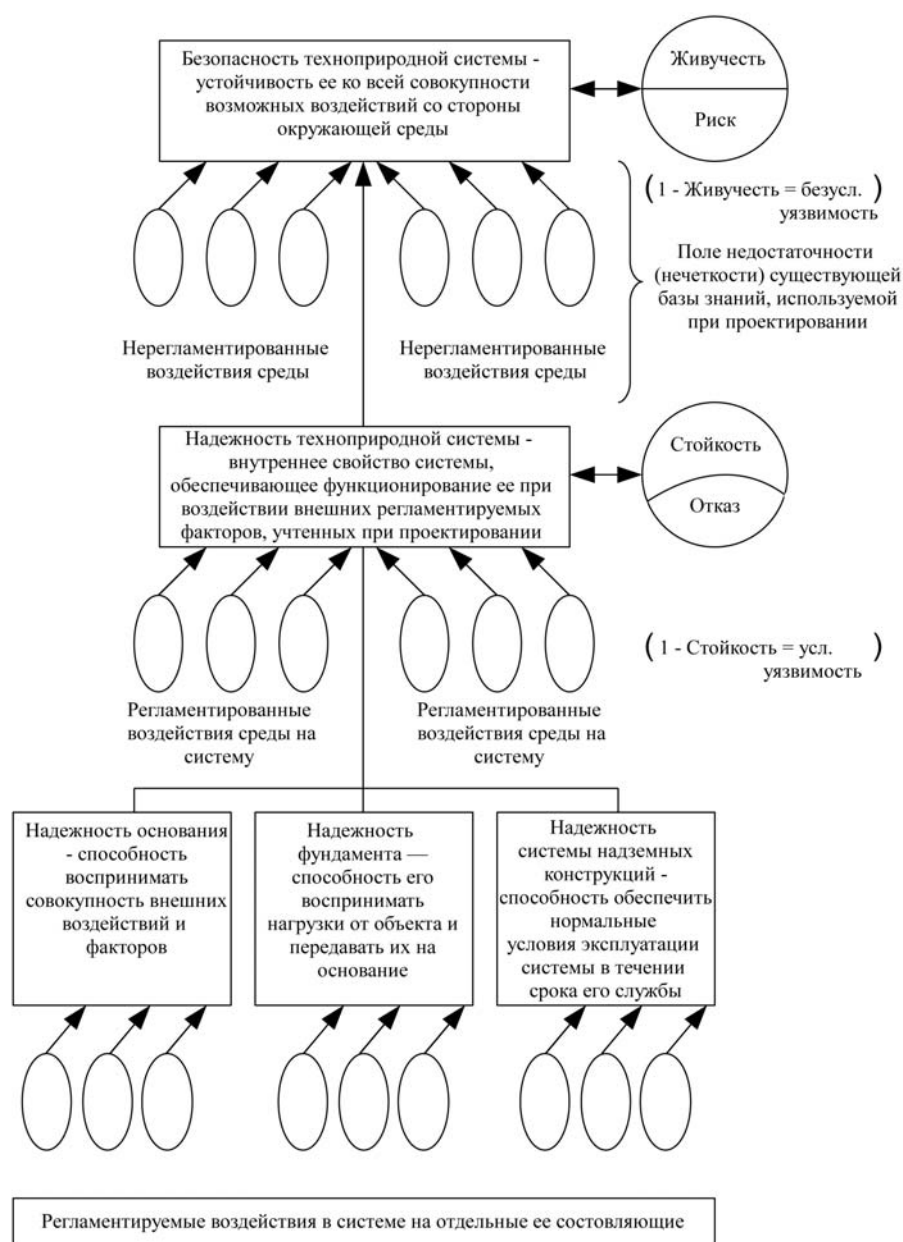 Безопасность техноприродной системы -
устойчивость ее ко всей совокупности
возможных воздействий со стороны
окружающей среды
Живучесть
Риск
(1 - Живучесть = безусл. )
уязвимость
Поле недостаточности
(нечеткости) существующей
базы знаний, используемой
при проектировании
Нерегламентированные
воздействия среды
Нерегламентированные
воздействия среды
Надежность техноприродной системы -
внутреннее свойство системы,
обеспечивающее функционирование ее при
воздействии внешних регламентируемых
факторов, учтенных при проектировании
Стойкость
Отказ
(1 - Стойкость = усл. )
уязвимость
Регламентированные
воздействия среды на
систему
Регламентированные
воздействия среды на
систему
Надежность основания
- способность
воспринимать
совокупность внешних
воздействий и
факторов
Надежность
фундамента —
способность его
воспринимать
нагрузки от объекта и
передавать их на
основание
Надежность
системы надземных
конструкций -
способность обеспечить
нормальные
условия эксплуатации
системы в течении
срока его службы
Регламентируемые воздействия в системе на отдельные ее состовляющие